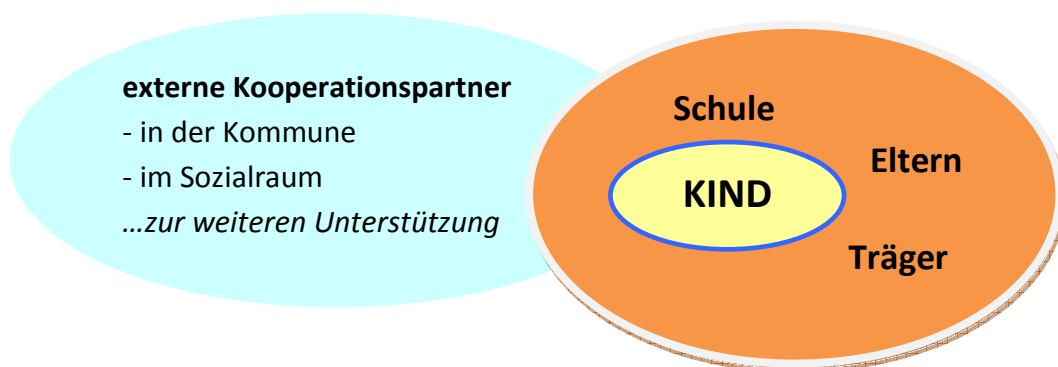 externe Kooperationspartner
- in der Kommune
- im Sozialraum
...zur weiteren Unterstützung
Schule
Eltern
KIND
Träger